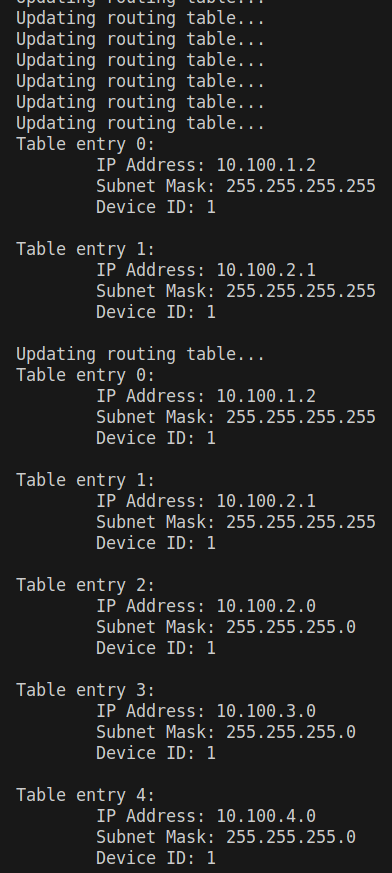 Updating routing table...
Updating routing table...
Updating routing table...
Updating routing table...
Updating routing table...
Updating routing table...
Updating routing table...
Table entry 0:
IP Address: 10.100.1.2
Subnet Mask: 255.255.255.255
Device ID: 1
Table entry 1:
IP Address: 10.100.2.1
Subnet Mask: 255.255.255.255
Device ID: 1
Updating routing table...
Table entry 0:
IP Address: 10.100.1.2
Subnet Mask: 255.255.255.255
Device ID: 1
Table entry 1:
IP Address: 10.100.2.1
Subnet Mask: 255.255.255.255
Device ID: 1
Table entry 2:
IP Address: 10.100.2.0
Subnet Mask: 255.255.255.0
Device ID: 1
Table entry 3:
IP Address: 10.100.3.0
Subnet Mask: 255.255.255.0
Device ID: 1
Table entry 4:
IP Address: 10.100.4.0
Subnet Mask: 255.255.255.0
Device ID: 1